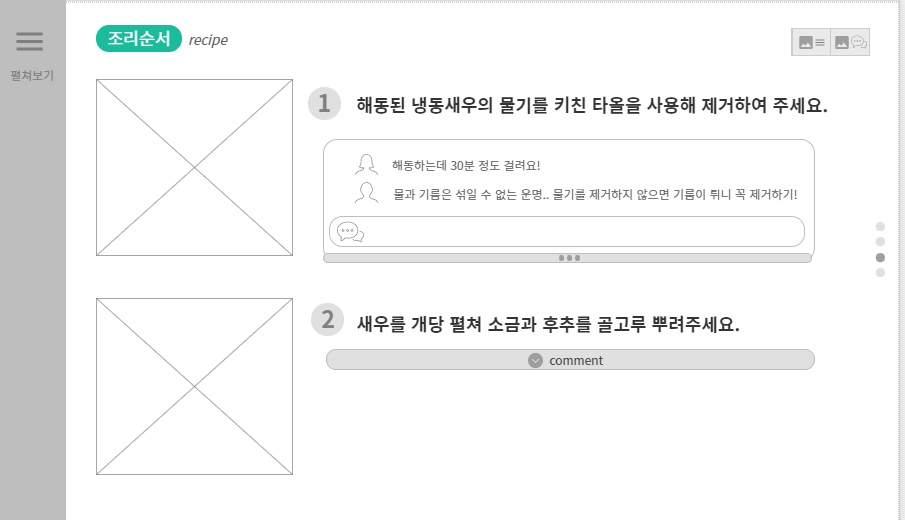 펼쳐보기
조리순서 recipe
1 해동된 냉동새우의 물기를 키친 타올을 사용해 제거하여 주세요.
해동하는데 30분 정도 걸려요!
물과 기름은 섞일 수 없는 운명.. 물기를 제거하지 않으면 기름이 튀니 꼭 제거하기!
2 새우를 개당 펼쳐 소금과 후추를 골고루 뿌려주세요.
comment